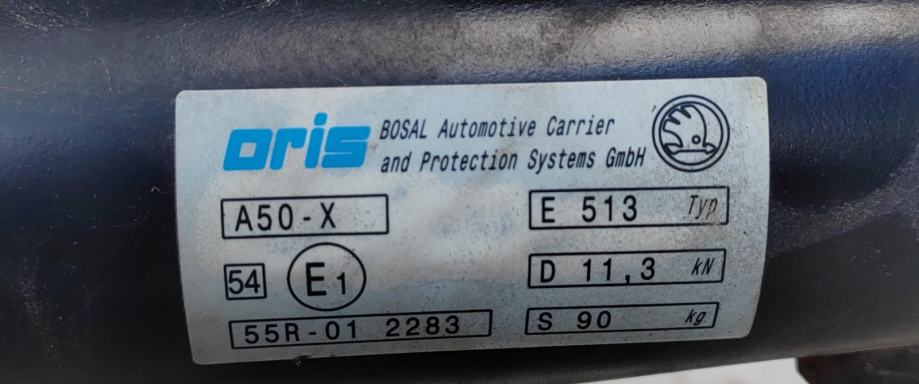 oris
BOSAL Automotive Carrier
and Protection Systems GmbH
A50-X
E 513 Typ
54
E1
D 11,3 kN
55R-01 2283
S 90 kg